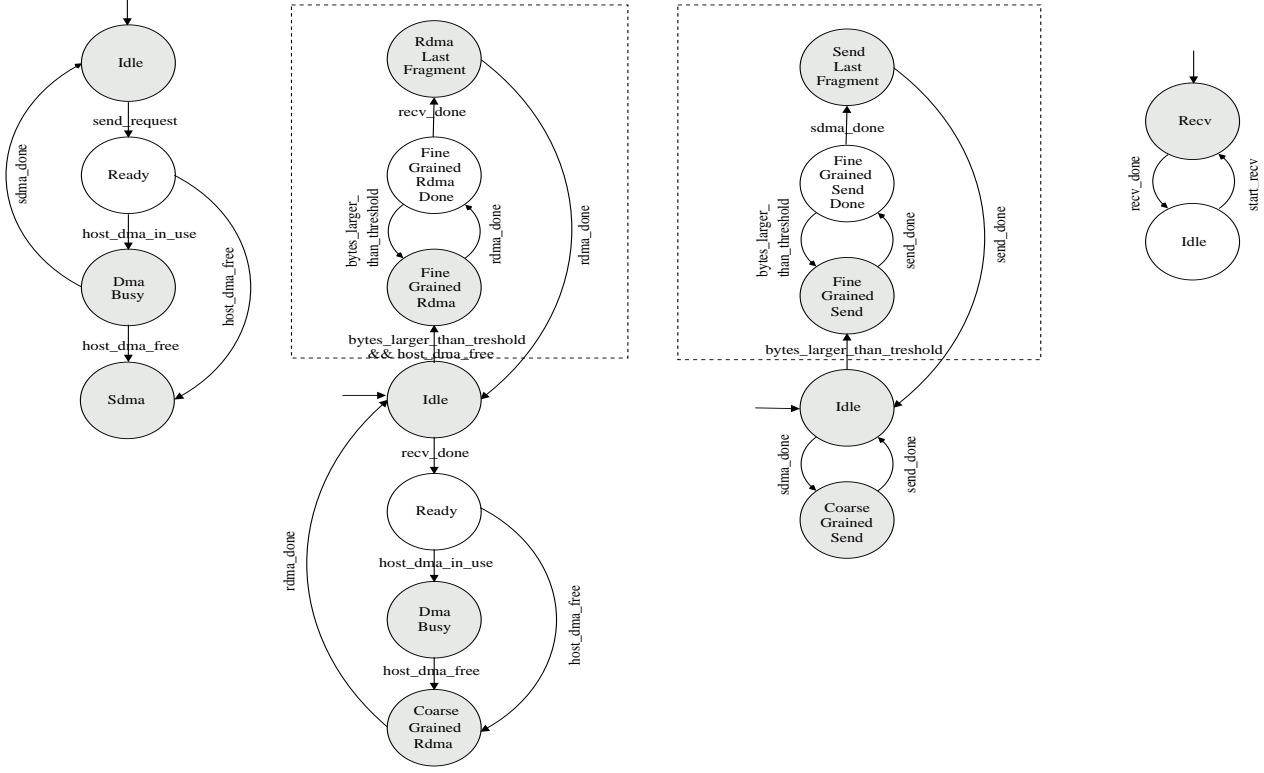 Idle
send_request
Ready
host_dma_in_use
Dma
Busy
host_dma_free
Sdma
sdma_done
host_dma_free
Rdma
Last
Fragment
recv_done
Fine
Grained
Rdma
Done
bytes_larger_
than_threshold
rdma_done
Fine
Grained
Rdma
bytes_larger_than_treshold
&& host_dma_free
rdma_done
Idle
recv_done
Ready
host_dma_in_use
Dma
Busy
host_dma_free
Coarse
Grained
Rdma
rdma_done
host_dma_free
Send
Last
Fragment
sdma_done
Fine
Grained
Send
Done
bytes_larger_
than_threshold
send_done
Fine
Grained
Send
bytes_larger_than_treshold
send_done
Idle
sdma_done
send_done
Coarse
Grained
Send
Recv
recv_done
start_recv
Idle